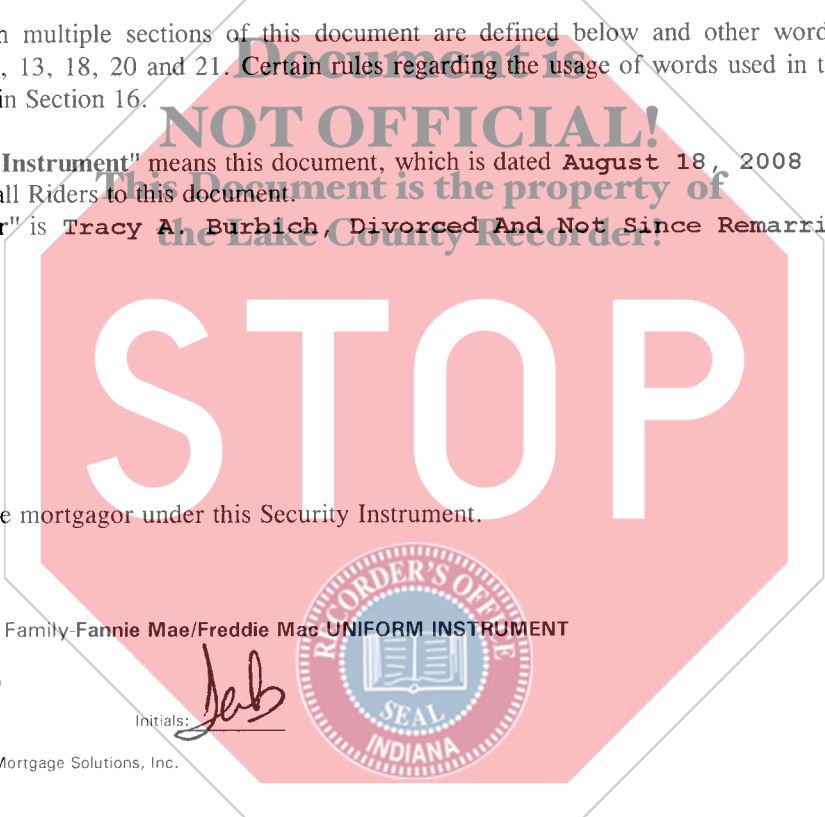 n multiple sections of this document are defined below and other word
, 13, 18, 20 and 21. Certain rules regarding the usage of words used in t
in Section 16.
Document is
NOT OFFICIAL!
This Document is the property of
the Lake County Recorder!
Instrument" means this document, which is dated August 18, 2008
all Riders to this document.
r" is Tracy A. Burbich, Divorced And Not Since Remarri
STOP
e mortgagor under this Security Instrument.
RECORDER'S OFFICE
SEAL
INDIANA
Family-Fannie Mae/Freddie Mac UNIFORM INSTRUMENT
Initials:
Mortgage Solutions, Inc.